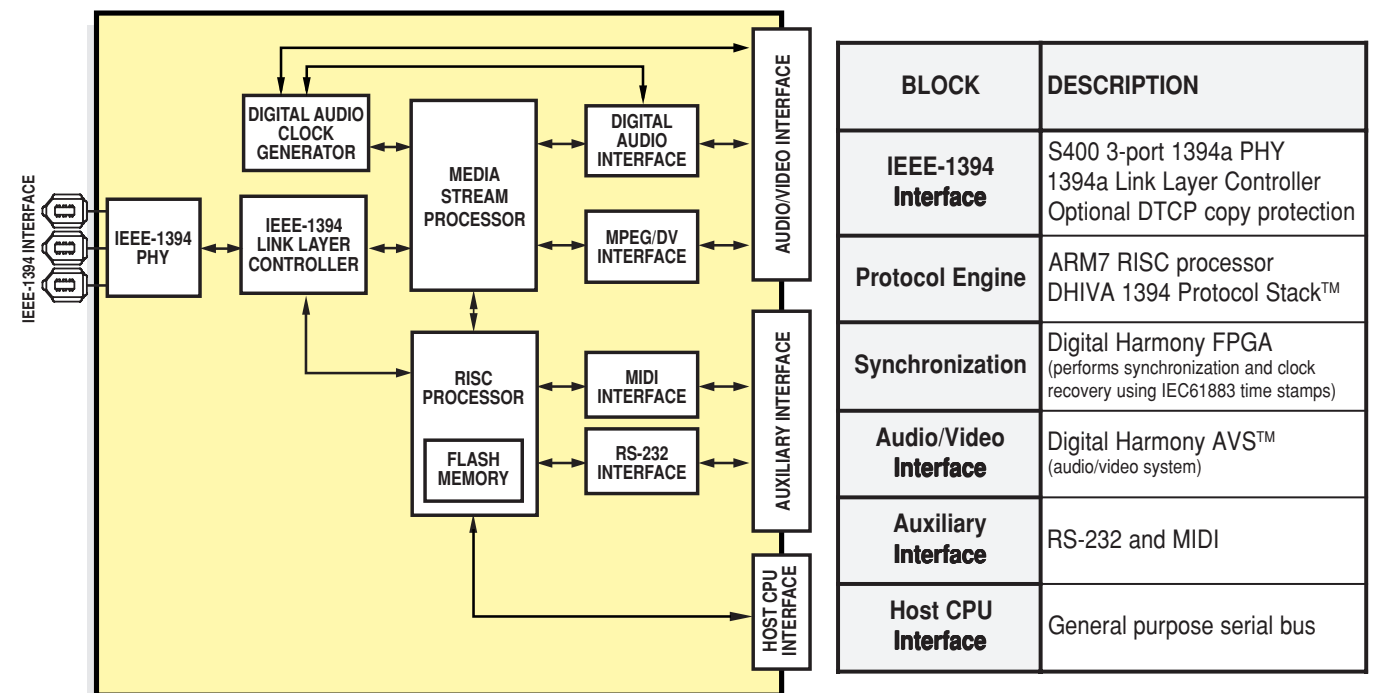 DIGITAL AUDIO
CLOCK
GENERATOR
MEDIA
STREAM
PROCESSOR
DIGITAL
AUDIO
INTERFACE
AUDIO/VIDEO INTERFACE
IEEE-1394 INTERFACE
IEEE-1394
PHY
IEEE-1394
LINK LAYER
CONTROLLER
MPEG/DV
INTERFACE
RISC
PROCESSOR
FLASH
MEMORY
MIDI
INTERFACE
RS-232
INTERFACE
AUXILIARY INTERFACE
HOST CPU
INTERFACE
BLOCK
DESCRIPTION
IEEE-1394
Interface
S400 3-port 1394a PHY
1394a Link Layer Controller
Optional DTCP copy protection
Protocol Engine
ARM7 RISC processor
DHIVA 1394 Protocol Stack™
Synchronization
Digital Harmony FPGA
(performs synchronization and clock
recovery using IEC61883 time stamps)
Audio/Video
Interface
Digital Harmony AVS™
(audio/video system)
Auxiliary
Interface
RS-232 and MIDI
Host CPU
Interface
General purpose serial bus